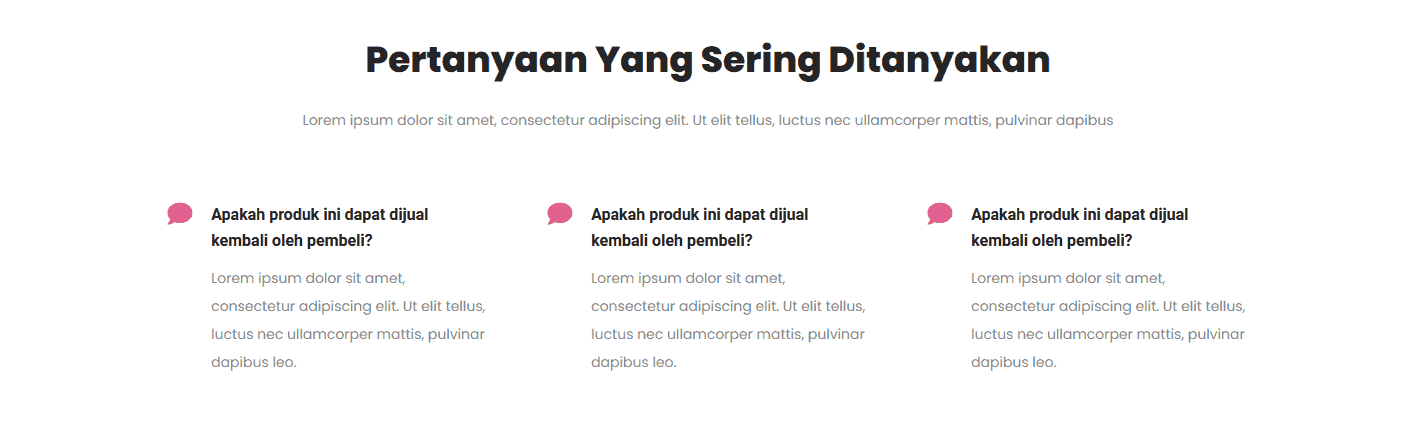 Pertanyaan Yang Sering Ditanyakan
Lorem ipsum dolor sit amet, consectetur adipiscing elit. Ut elit tellus, luctus nec ullamcorper mattis, pulvinar dapibus
Apakah produk ini dapat dijual
kembali oleh pembeli?
Lorem ipsum dolor sit amet,
consectetur adipiscing elit. Ut elit tellus,
luctus nec ullamcorper mattis, pulvinar
dapibus leo.
Apakah produk ini dapat dijual
kembali oleh pembeli?
Lorem ipsum dolor sit amet,
consectetur adipiscing elit. Ut elit tellus,
luctus nec ullamcorper mattis, pulvinar
dapibus leo.
Apakah produk ini dapat dijual
kembali oleh pembeli?
Lorem ipsum dolor sit amet,
consectetur adipiscing elit. Ut elit tellus,
luctus nec ullamcorper mattis, pulvinar
dapibus leo.